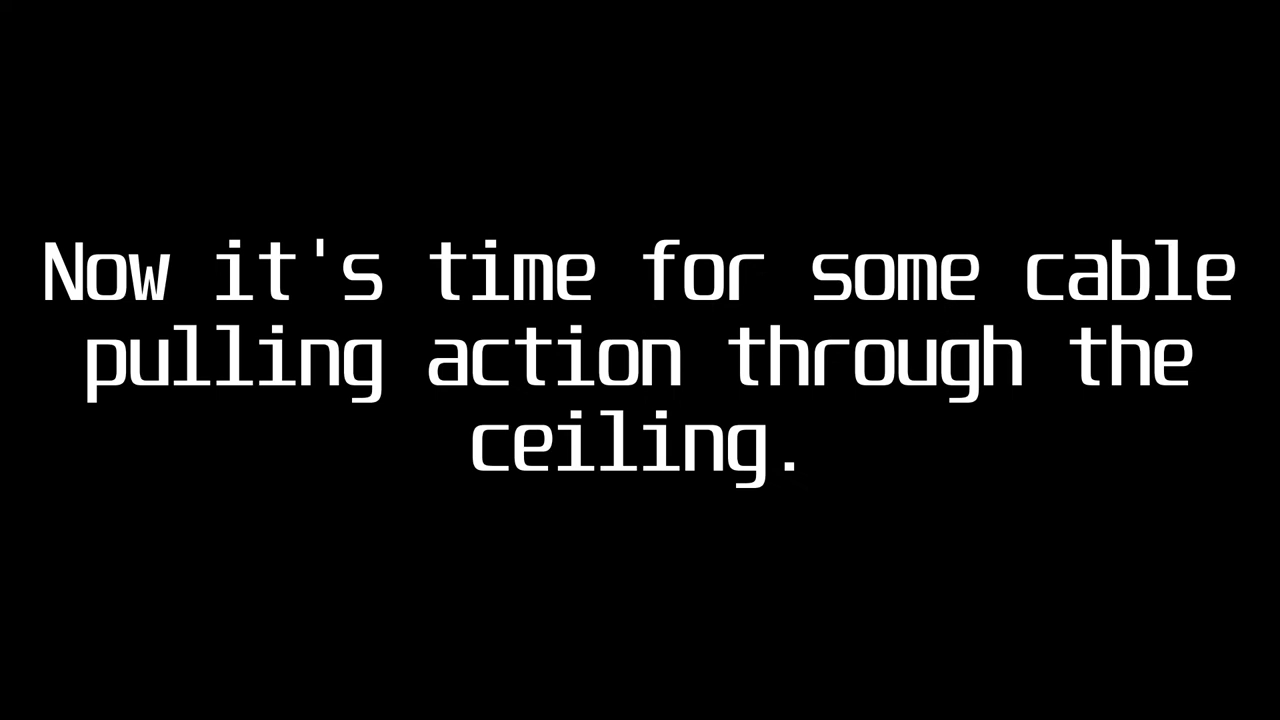 Now it's time for some cable
pulling action through the
ceiling.